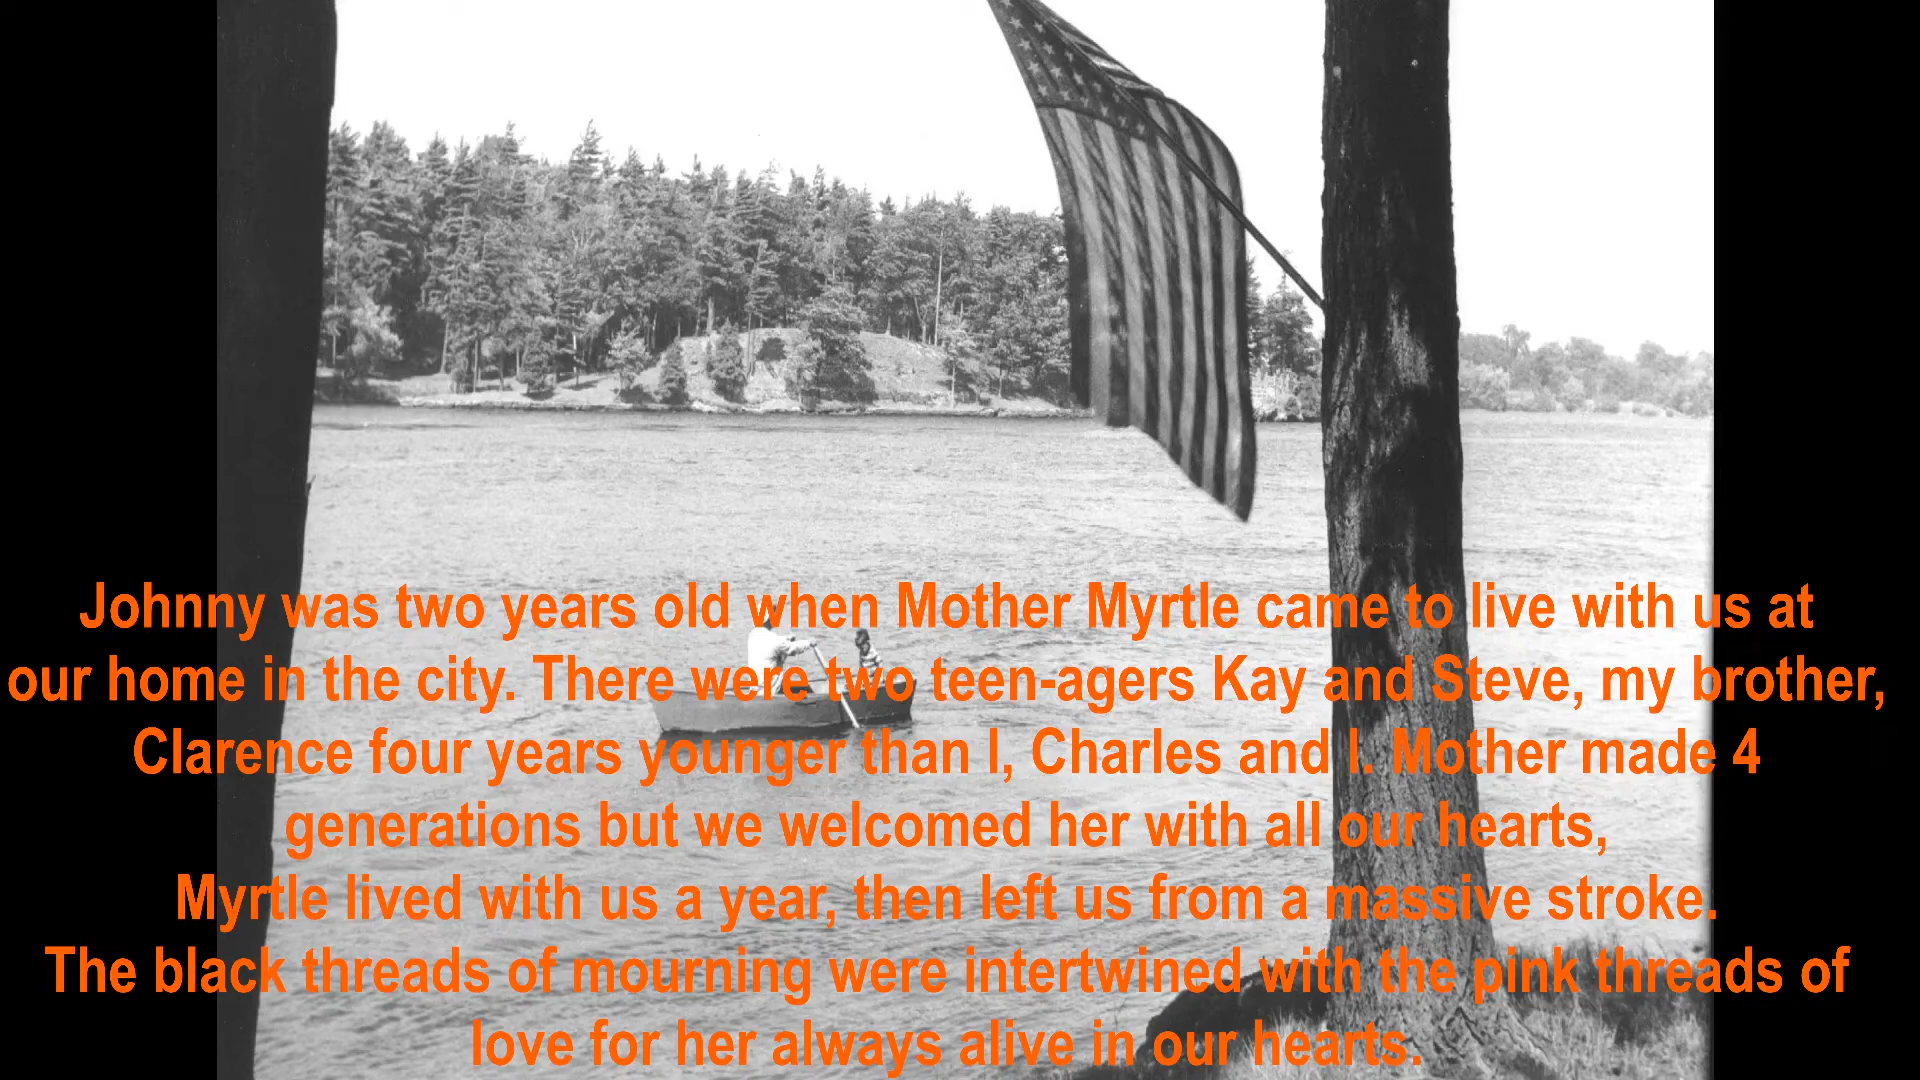 Johnny was two years old when Mother Myrtle came to live with us at
our home in the city. There were two teen-agers Kay and Steve, my brother,
Clarence four years younger than I, Charles and I. Mother made 4
generations but we welcomed her with all our hearts,
Myrtle lived with us a year, then left us from a massive stroke.
The black threads of mourning were intertwined with the pink threads of
love for her always alive in our hearts.